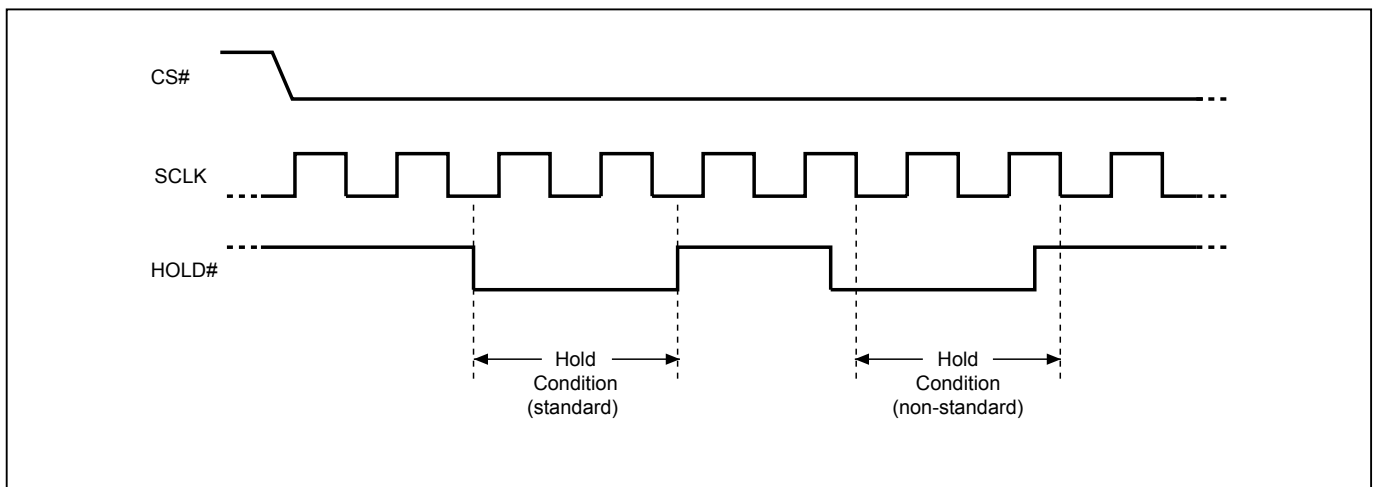 CS#
SCLK
HOLD#
Hold
Condition
(standard)
Hold
Condition
(non-standard)